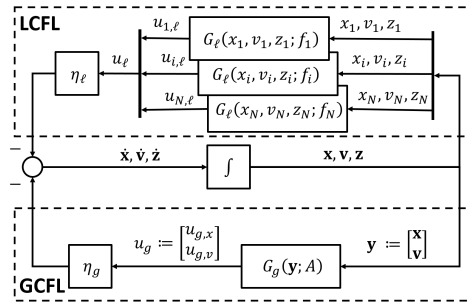 LCFL
u_{1,ℓ} G_ℓ(x_1, v_1, z_1; f_1) x_1, v_1, z_1
η_ℓ u_ℓ u_{i,ℓ} G_ℓ(x_i, v_i, z_i; f_i) x_i, v_i, z_i
u_{N,ℓ} G_ℓ(x_N, v_N, z_N; f_N) x_N, v_N, z_N
−
ẋ, v̇, ż ∫ x, v, z
−
η_g u_g ≔ [u_{g,x} u_{g,v}] G_g(y; A) y ≔ [x v]
GCFL